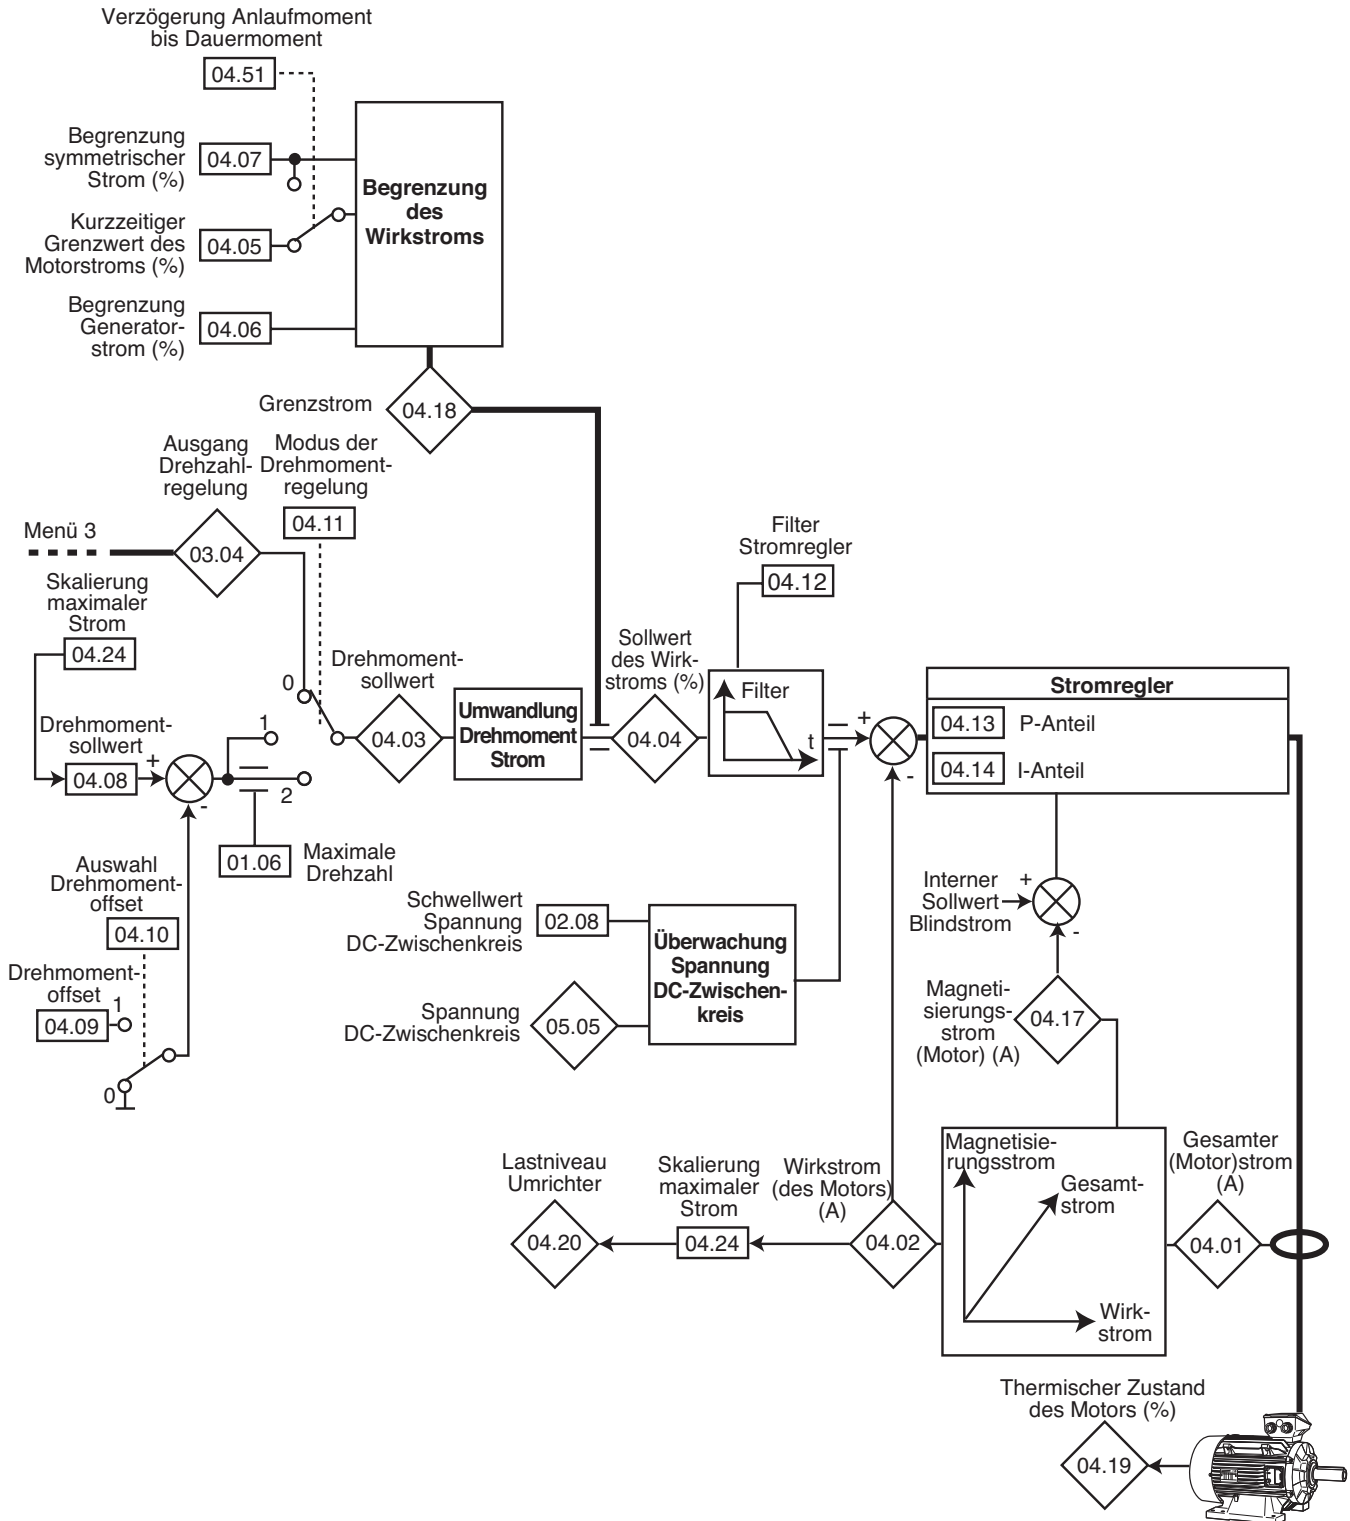 Verzögerung Anlaufmoment
bis Dauermoment
04.51
Begrenzung
symmetrischer
Strom (%)
04.07
Kurzzeitiger
Grenzwert des
Motorstroms (%)
04.05
Begrenzung
Generator-
strom (%)
04.06
Begrenzung
des
Wirkstroms
Grenzstrom
04.18
Ausgang
Drehzahl-
regelung
Modus der
Drehmoment-
regelung
04.11
Menü 3
03.04
Skalierung
maximaler
Strom
04.24
Drehmoment-
sollwert
04.08
+
-
0
1
2
01.06
Maximale
Drehzahl
Auswahl
Drehmoment-
offset
04.10
Drehmoment-
offset
04.09
1
0
Drehmoment-
sollwert
04.03
Umwandlung
Drehmoment
Strom
Sollwert
des Wirk-
stroms (%)
04.04
Filter
Stromregler
04.12
Filter
t
+
-
Stromregler
04.13
P-Anteil
04.14
I-Anteil
Schwellwert
Spannung
DC-Zwischenkreis
02.08
Spannung
DC-Zwischenkreis
05.05
Überwachung
Spannung
DC-Zwischen-
kreis
Interner
Sollwert
Blindstrom
+
-
Magneti-
sierungs-
strom
(Motor) (A)
04.17
Lastniveau
Umrichter
04.20
Skalierung
maximaler
Strom
04.24
Wirkstrom
(des Motors)
(A)
04.02
Magnetisie-
rungsstrom
Gesamt-
strom
Wirk-
strom
Gesamter
(Motor)strom
(A)
04.01
Thermischer Zustand
des Motors (%)
04.19